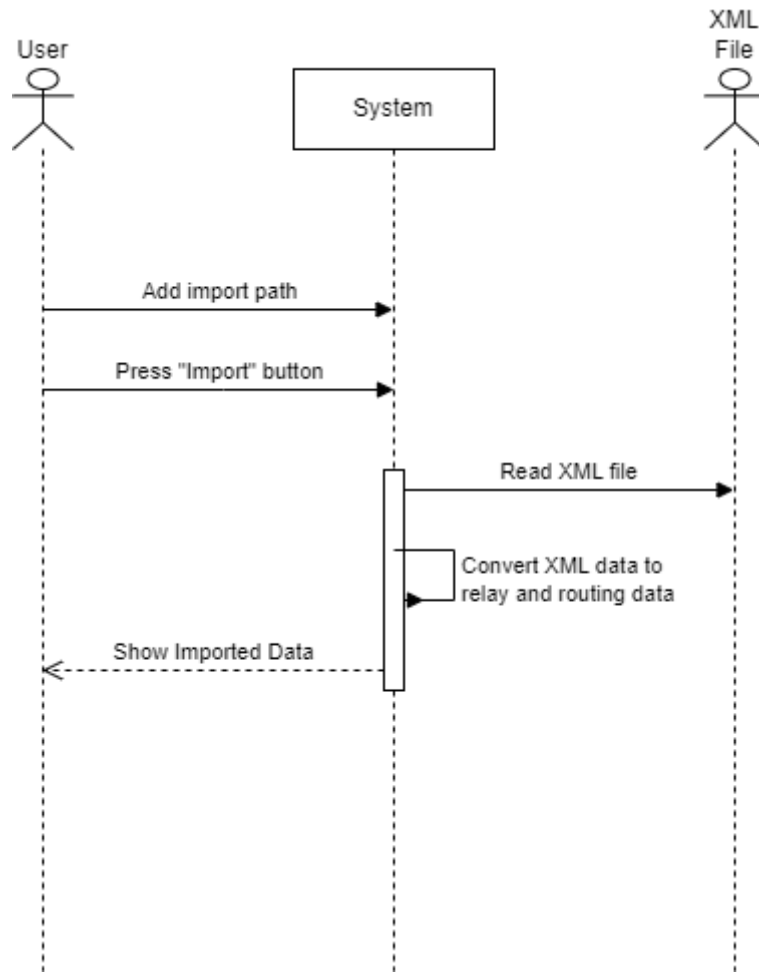 User
System
XML
File
Add import path
Press "Import" button
Read XML file
Convert XML data to
relay and routing data
Show Imported Data